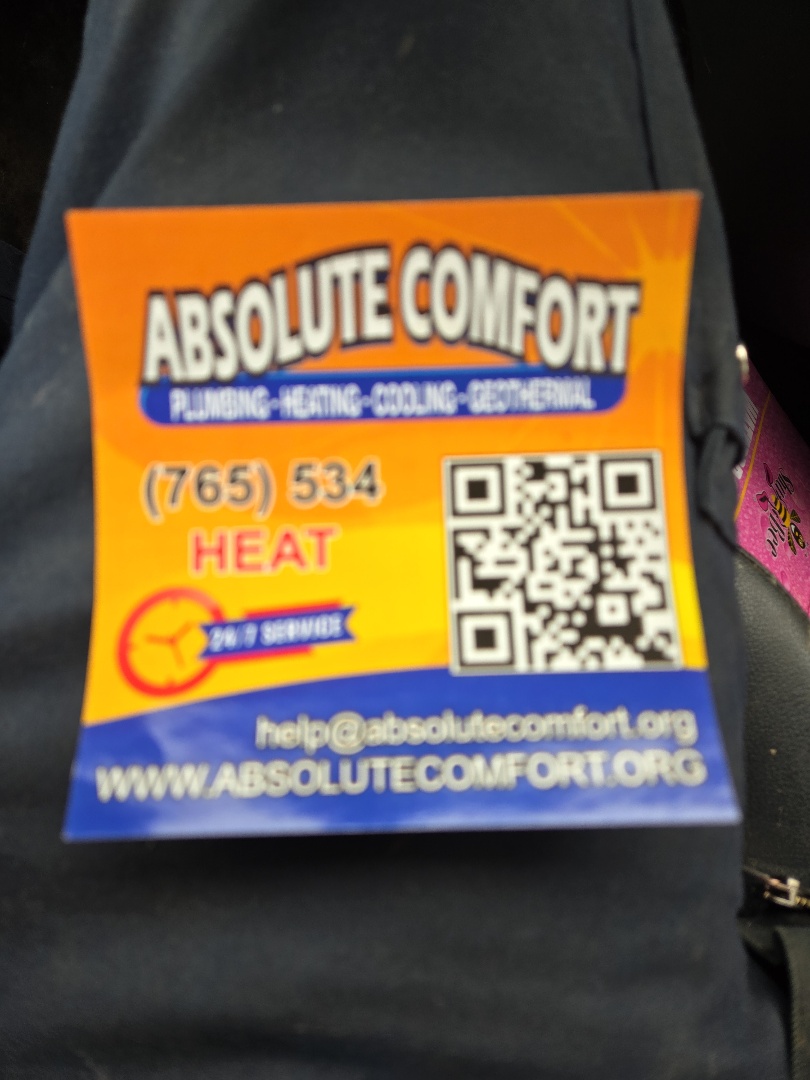 ABSOLUTE COMFORT
PLUMBING - HEATING - COOLING - GEOTHERMAL
(765) 534
HEAT
24/7 SERVICE
help@absolutecomfort.org
WWW.ABSOLUTECOMFORT.ORG